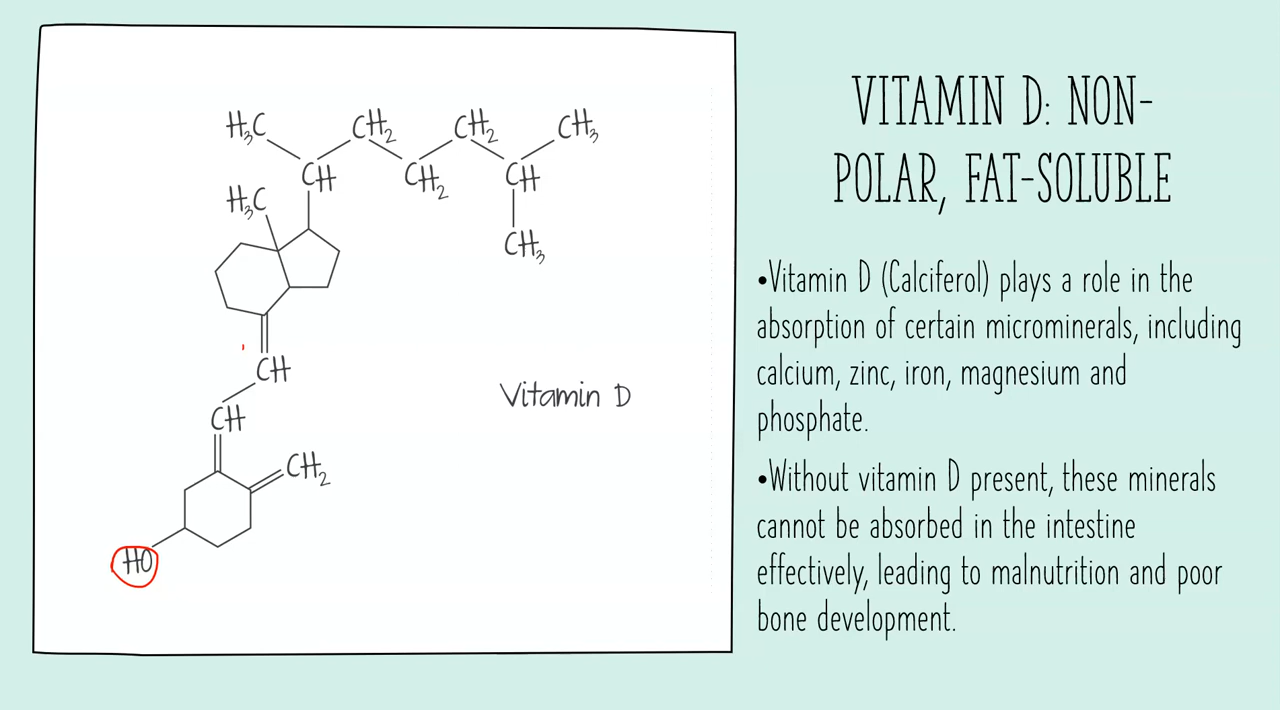 H₃C CH₂ CH₂ CH₃
CH CH₂ CH
H₃C
CH₃
CH
CH
CH₂
HO
Vitamin D
VITAMIN D: NON-
POLAR, FAT-SOLUBLE
•Vitamin D (Calciferol) plays a role in the
absorption of certain microminerals, including
calcium, zinc, iron, magnesium and
phosphate.
•Without vitamin D present, these minerals
cannot be absorbed in the intestine
effectively, leading to malnutrition and poor
bone development.